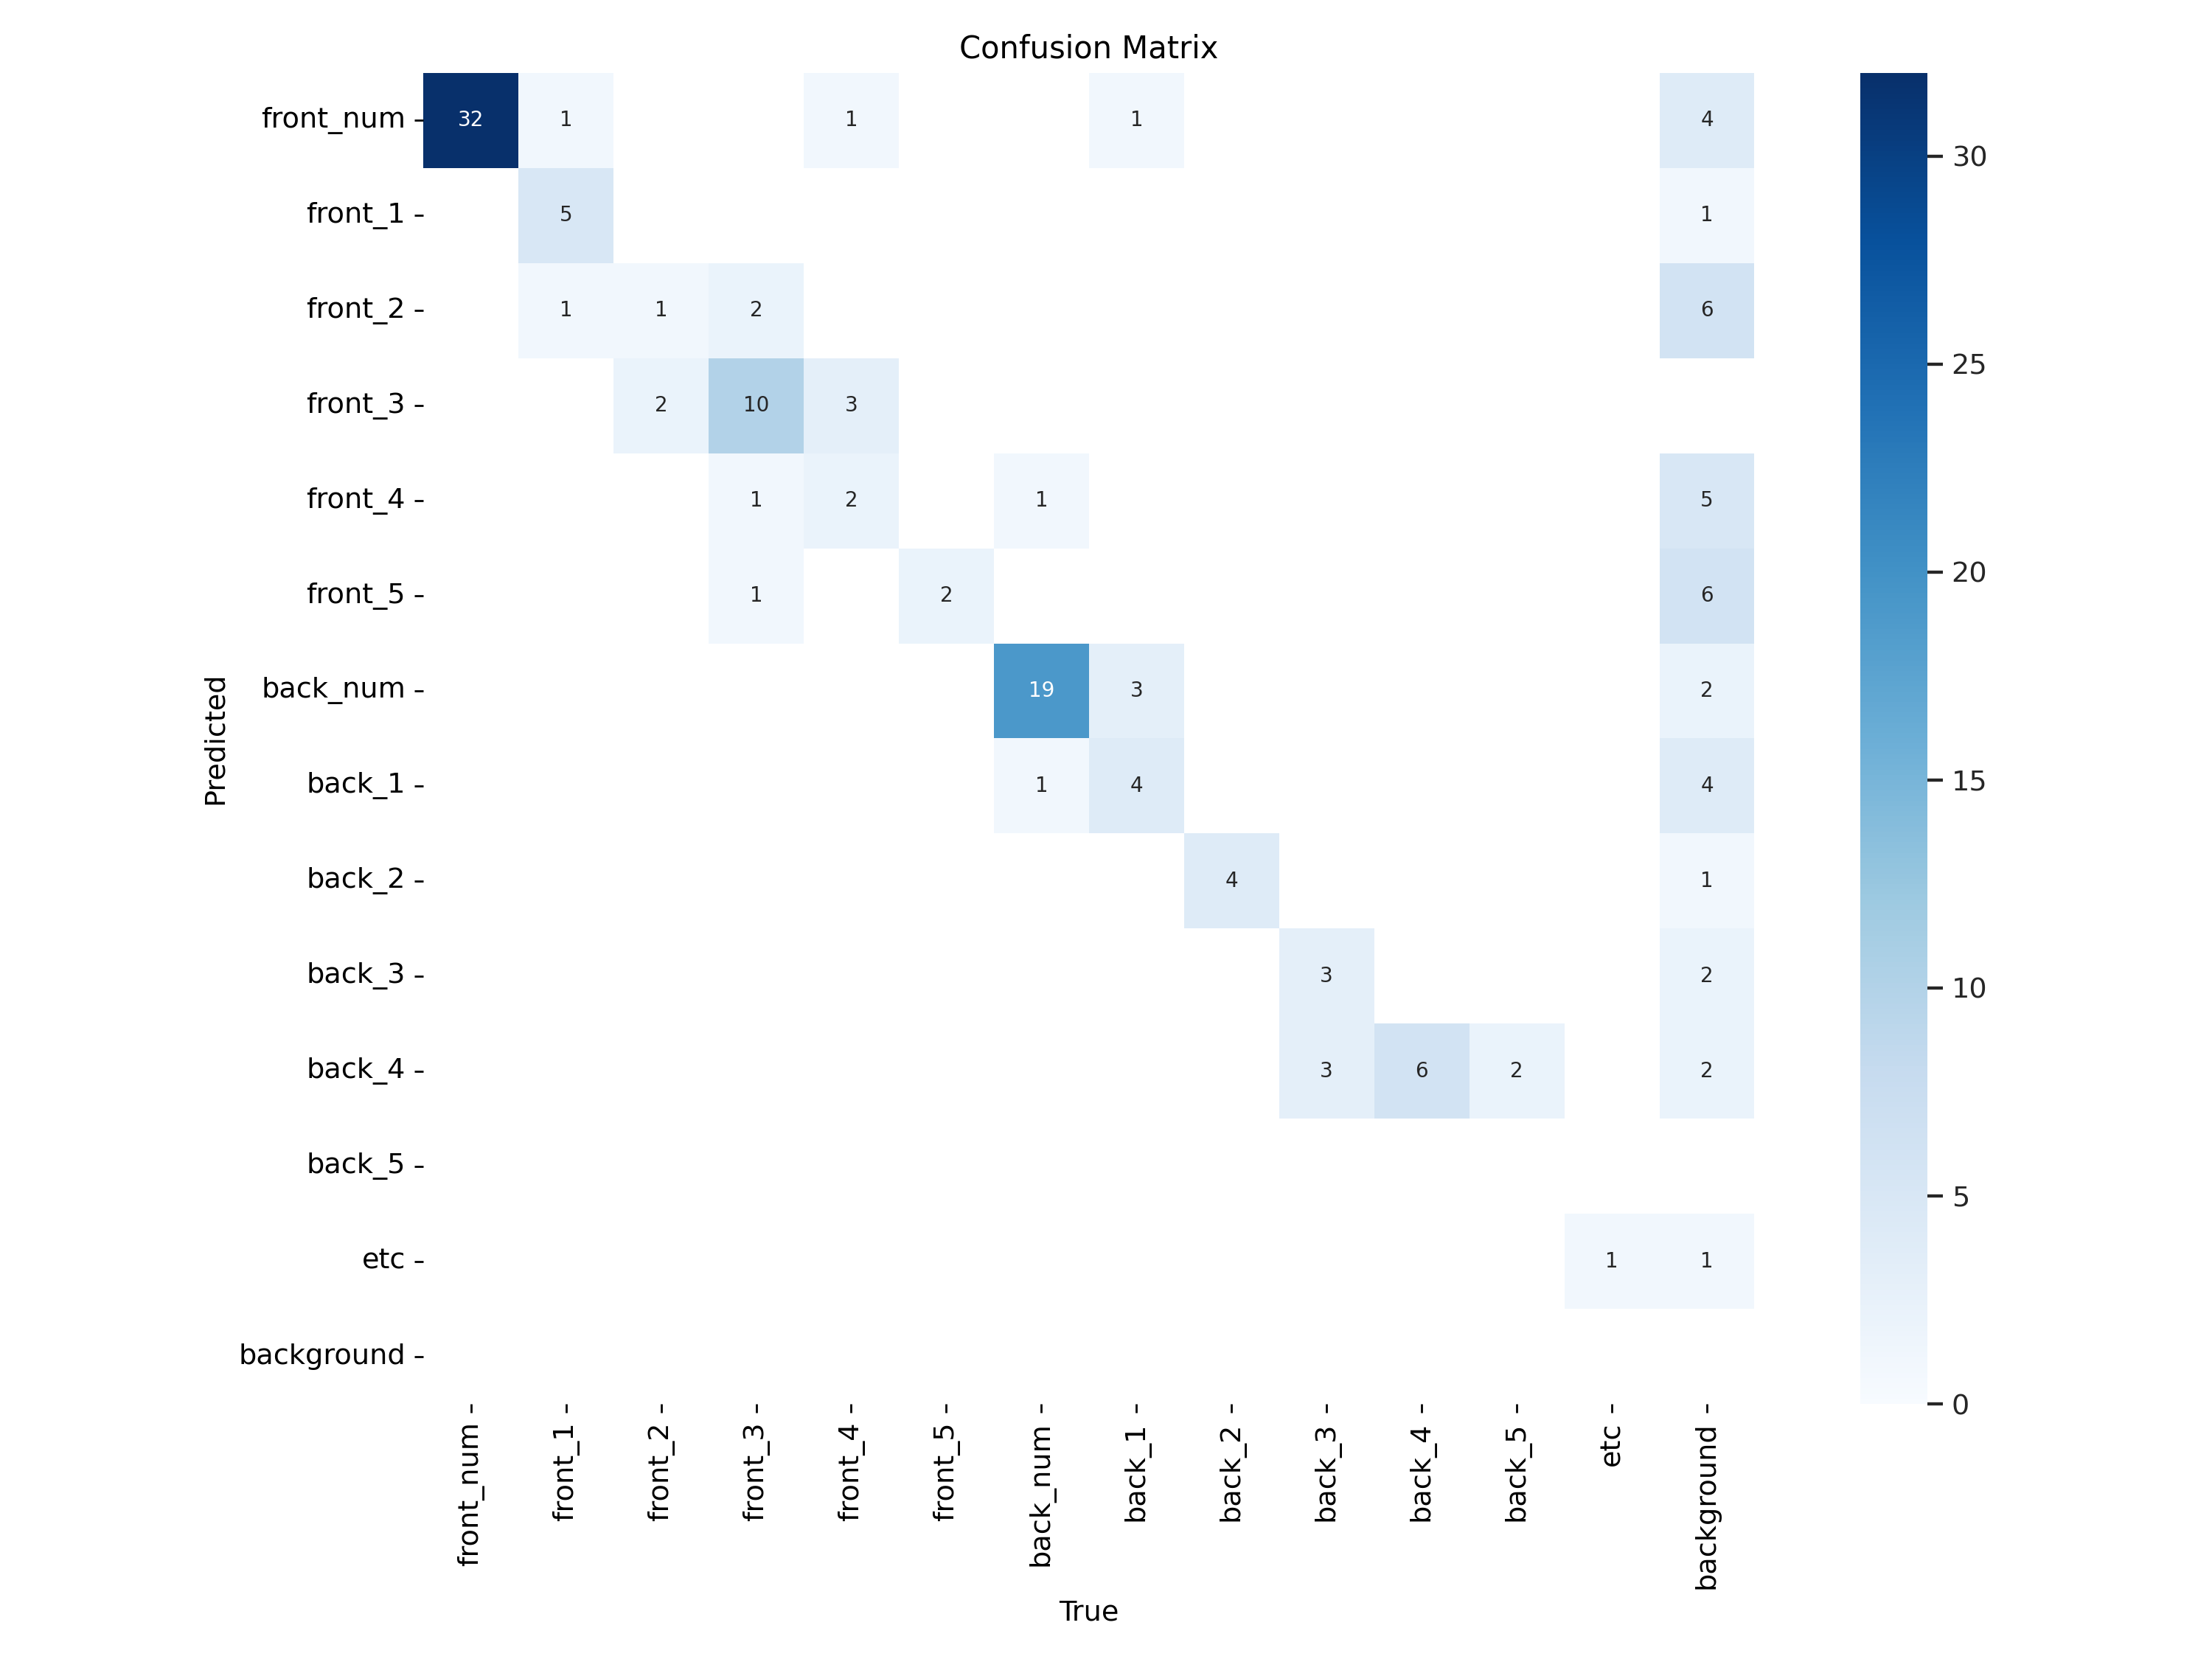 Confusion Matrix
front_num 32 1 1 1 4
front_1 5 1
front_2 1 1 2 6
front_3 2 10 3
front_4 1 2 1 5
front_5 1 2 6
back_num 19 3 2
back_1 1 4 4
back_2 4 1
back_3 3 2
back_4 3 6 2 2
back_5
etc 1 1
background
Predicted
front_num front_1 front_2 front_3 front_4 front_5 back_num back_1 back_2 back_3 back_4 back_5 etc background
True
30
25
20
15
10
5
0